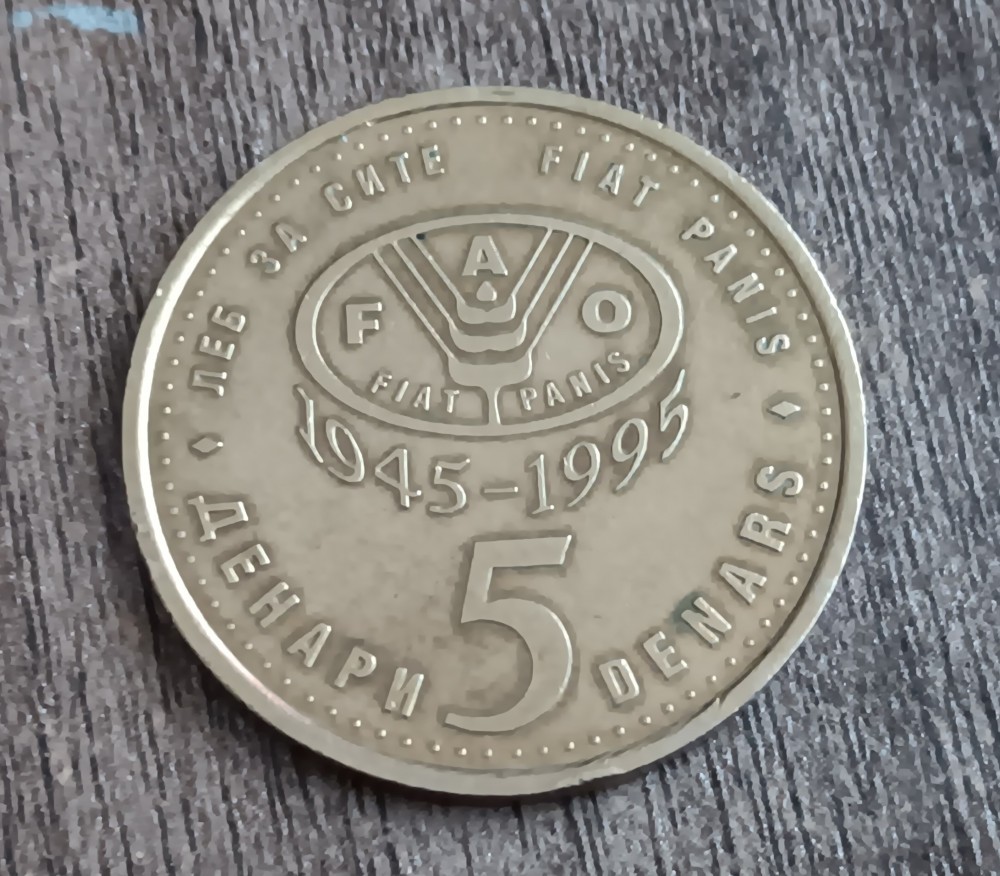 ЛЕБ ЗА СИТЕ FIAT PANIS
F A O
FIAT PANIS
1945-1995
5
ДЕНАРИ DENARS